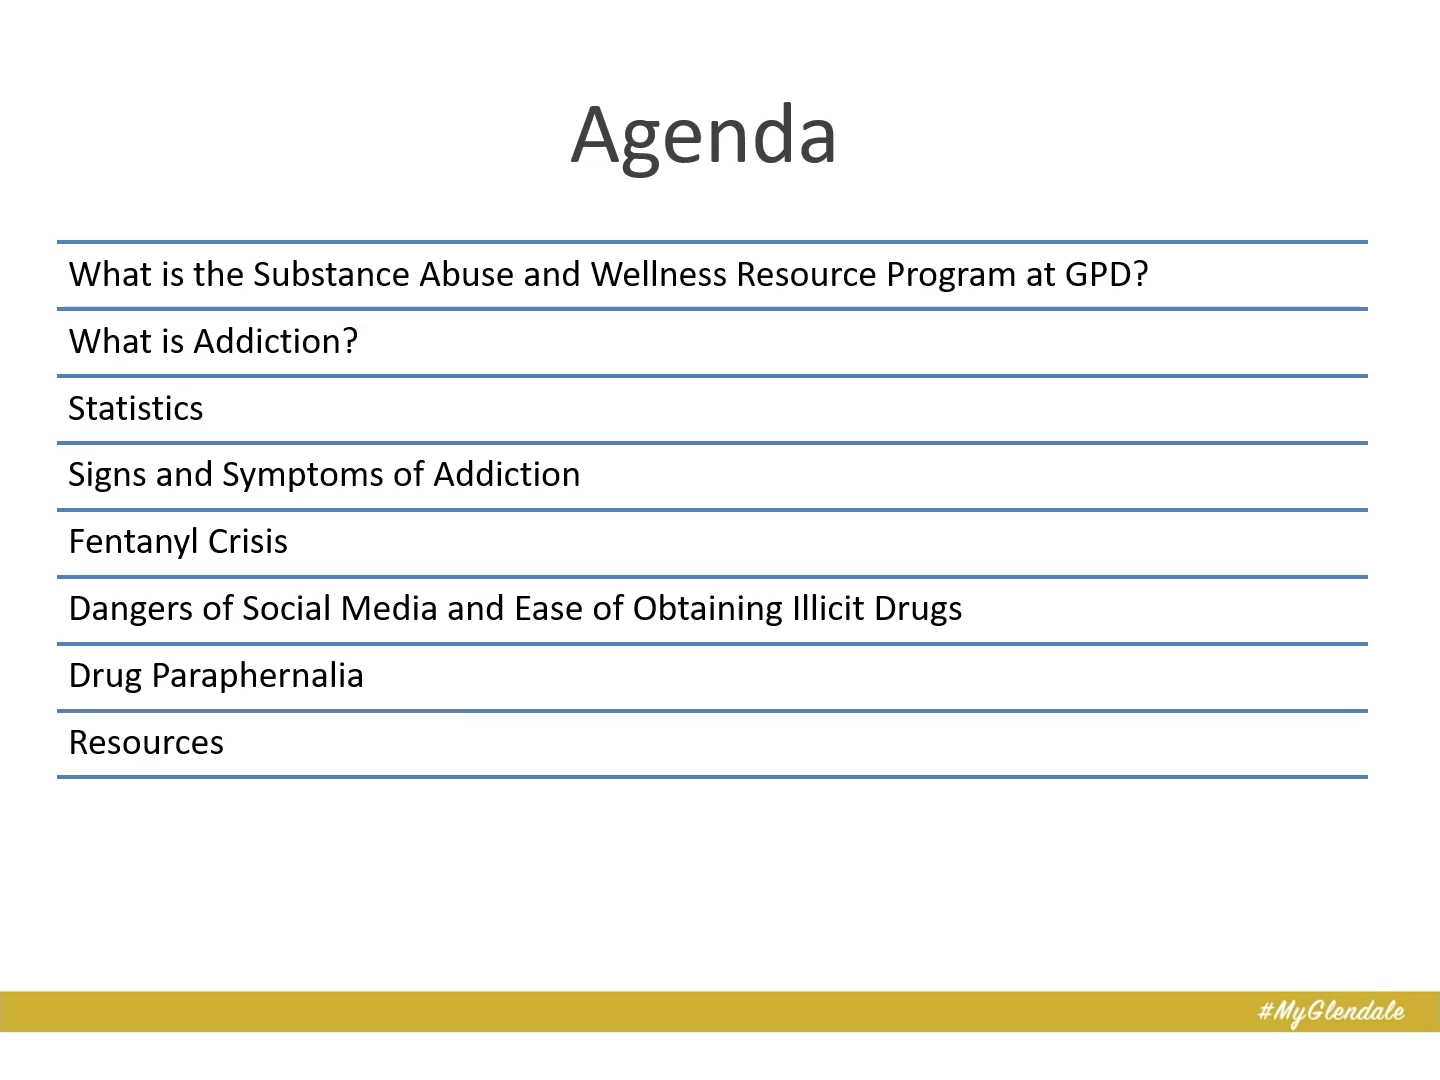 Agenda
What is the Substance Abuse and Wellness Resource Program at GPD?
What is Addiction?
Statistics
Signs and Symptoms of Addiction
Fentanyl Crisis
Dangers of Social Media and Ease of Obtaining Illicit Drugs
Drug Paraphernalia
Resources
#MyGlendale